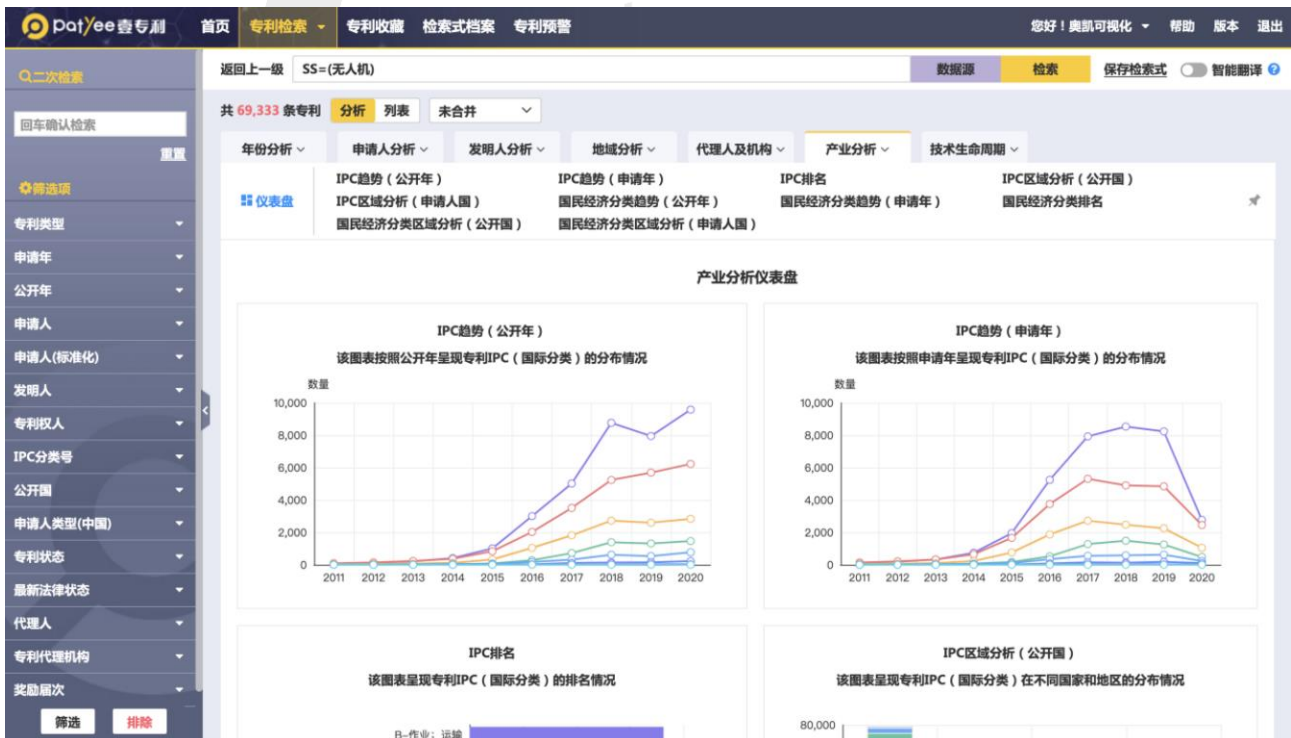 patyee壹专利 首页 专利检索 专利收藏 检索式档案 专利预警 您好！奥凯可视化 帮助 版本 退出
二次检索
回车确认检索
重置
筛选项
专利类型
申请年
公开年
申请人
申请人(标准化)
发明人
专利权人
IPC分类号
公开国
申请人类型(中国)
专利状态
最新法律状态
代理人
专利代理机构
奖励届次
筛选 排除
返回上一级 SS=(无人机) 数据源 检索 保存检索式 智能翻译 ?
共 69,333 条专利 分析 列表 未合并
年份分析 申请人分析 发明人分析 地域分析 代理人及机构 产业分析 技术生命周期
仪表盘
IPC趋势（公开年） IPC趋势（申请年） IPC排名 IPC区域分析（公开国）
IPC区域分析（申请人国） 国民经济分类趋势（公开年） 国民经济分类趋势（申请年） 国民经济分类排名
国民经济分类区域分析（公开国） 国民经济分类区域分析（申请人国）
产业分析仪表盘
IPC趋势（公开年）
该图表按照公开年呈现专利IPC（国际分类）的分布情况
数量
10,000
8,000
6,000
4,000
2,000
0
2011 2012 2013 2014 2015 2016 2017 2018 2019 2020
IPC趋势（申请年）
该图表按照申请年呈现专利IPC（国际分类）的分布情况
数量
10,000
8,000
6,000
4,000
2,000
0
2011 2012 2013 2014 2015 2016 2017 2018 2019 2020
IPC排名
该图表呈现专利IPC（国际分类）的排名情况
B-作业；运输
IPC区域分析（公开国）
该图表呈现专利IPC（国际分类）在不同国家和地区的分布情况
80,000